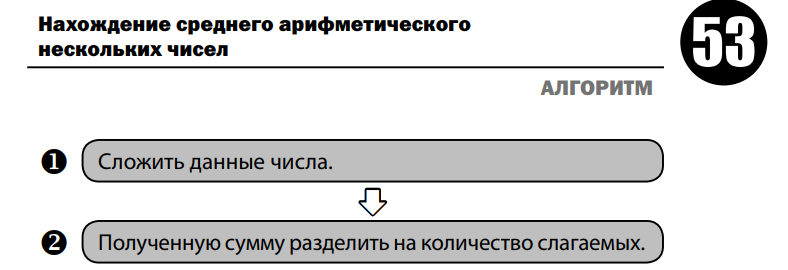 Нахождение среднего арифметического
нескольких чисел
53
АЛГОРИТМ
1 Сложить данные числа.
2 Полученную сумму разделить на количество слагаемых.